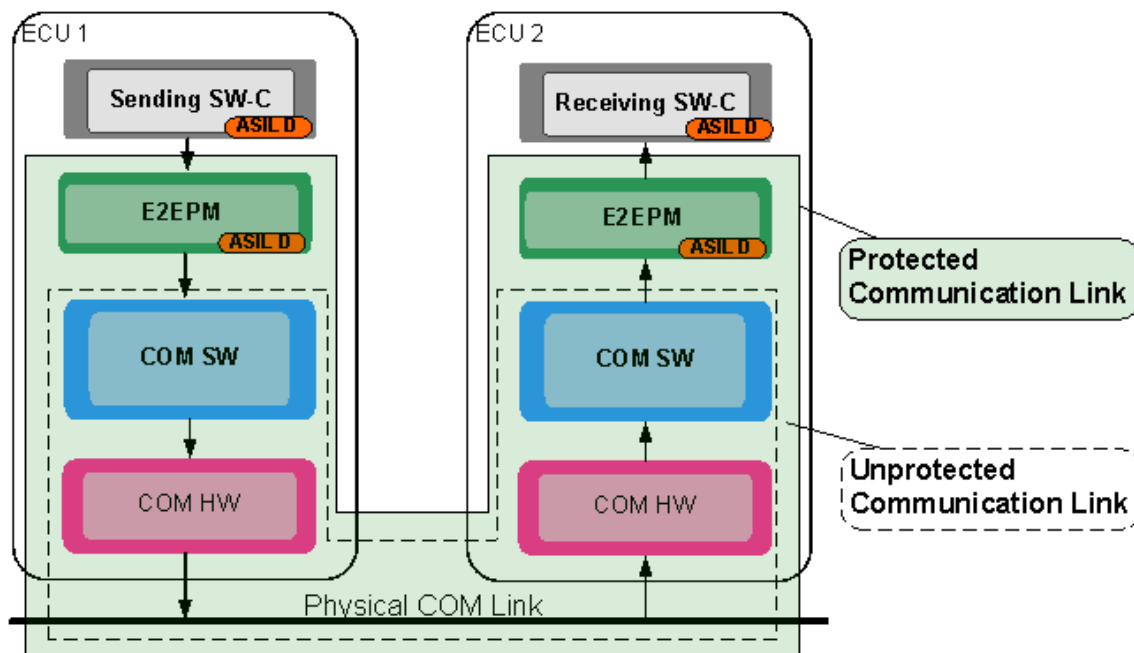 ECU 1
Sending SW-C
ASIL D
E2EPM
ASIL D
COM SW
COM HW
ECU 2
Receiving SW-C
ASIL D
E2EPM
ASIL D
COM SW
COM HW
Physical COM Link
Protected
Communication Link
Unprotected
Communication Link